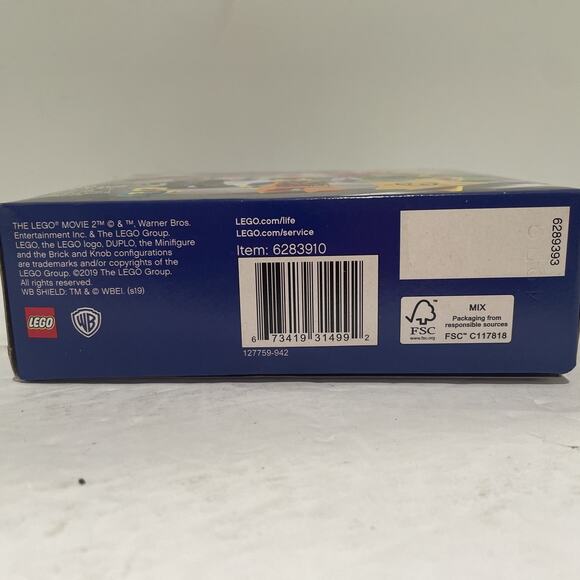 THE LEGO® MOVIE 2™ © & ™, Warner Bros.
Entertainment Inc. & The LEGO Group.
LEGO, the LEGO logo, DUPLO, the Minifigure
and the Brick and Knob configurations
are trademarks and/or copyrights of the
LEGO Group. ©2019 The LEGO Group.
All rights reserved.
WB SHIELD: TM & © WBEI. (s19)
LEGO
WB
LEGO.com/life
LEGO.com/service
Item: 6283910
6 73419 31499 2
127759-942
6289393
FSC
www.fsc.org
MIX
Packaging from
responsible sources
FSC™ C117818